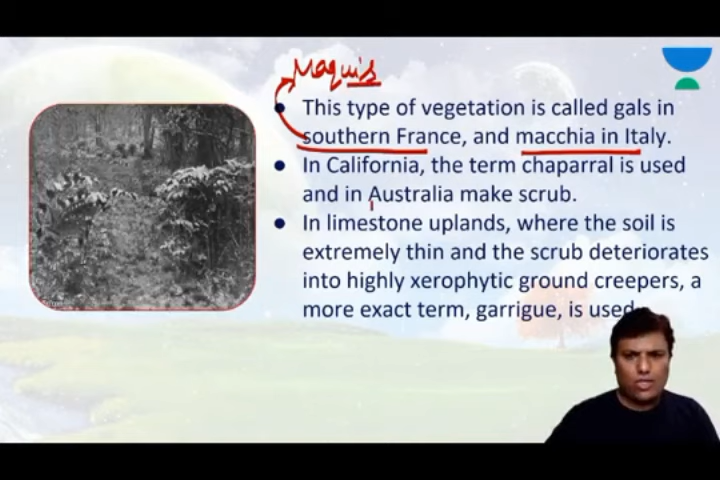 Maquis
This type of vegetation is called gals in
southern France, and macchia in Italy.
In California, the term chaparral is used
and in Australia make scrub.
In limestone uplands, where the soil is
extremely thin and the scrub deteriorates
into highly xerophytic ground creepers, a
more exact term, garrigue, is used